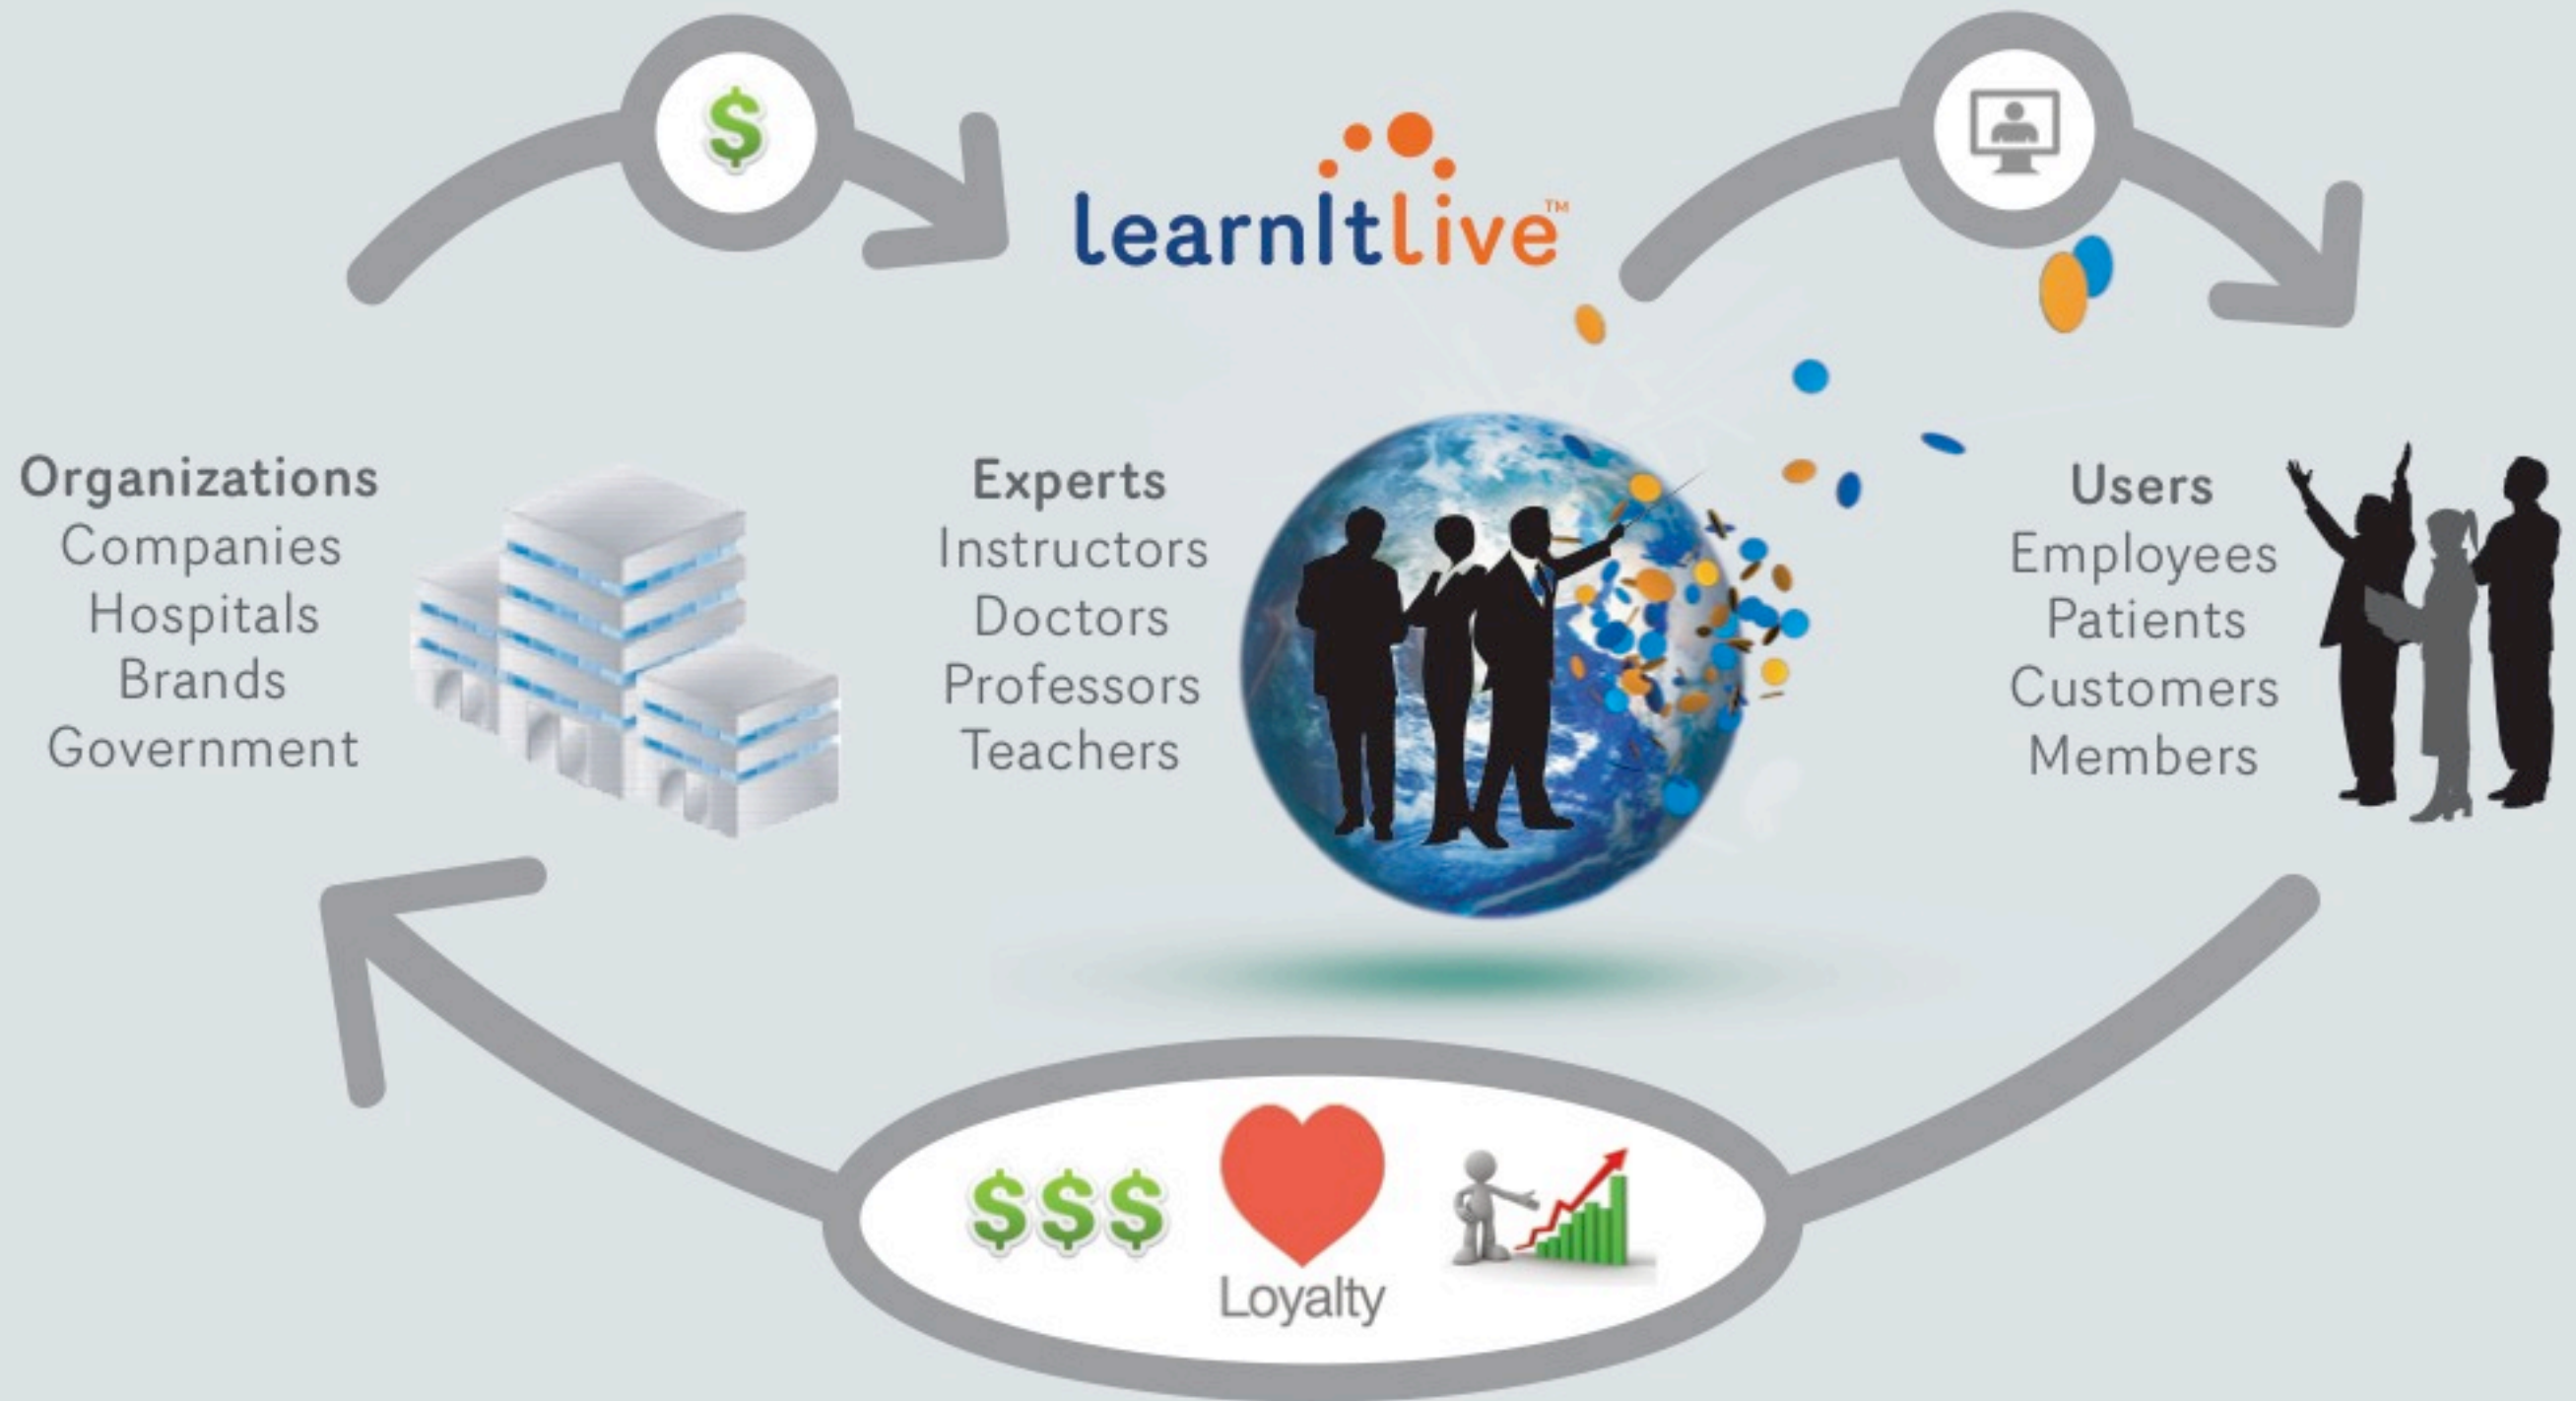 $
learnItlive™
Organizations
Companies
Hospitals
Brands
Government
Experts
Instructors
Doctors
Professors
Teachers
Users
Employees
Patients
Customers
Members
$$$
Loyalty